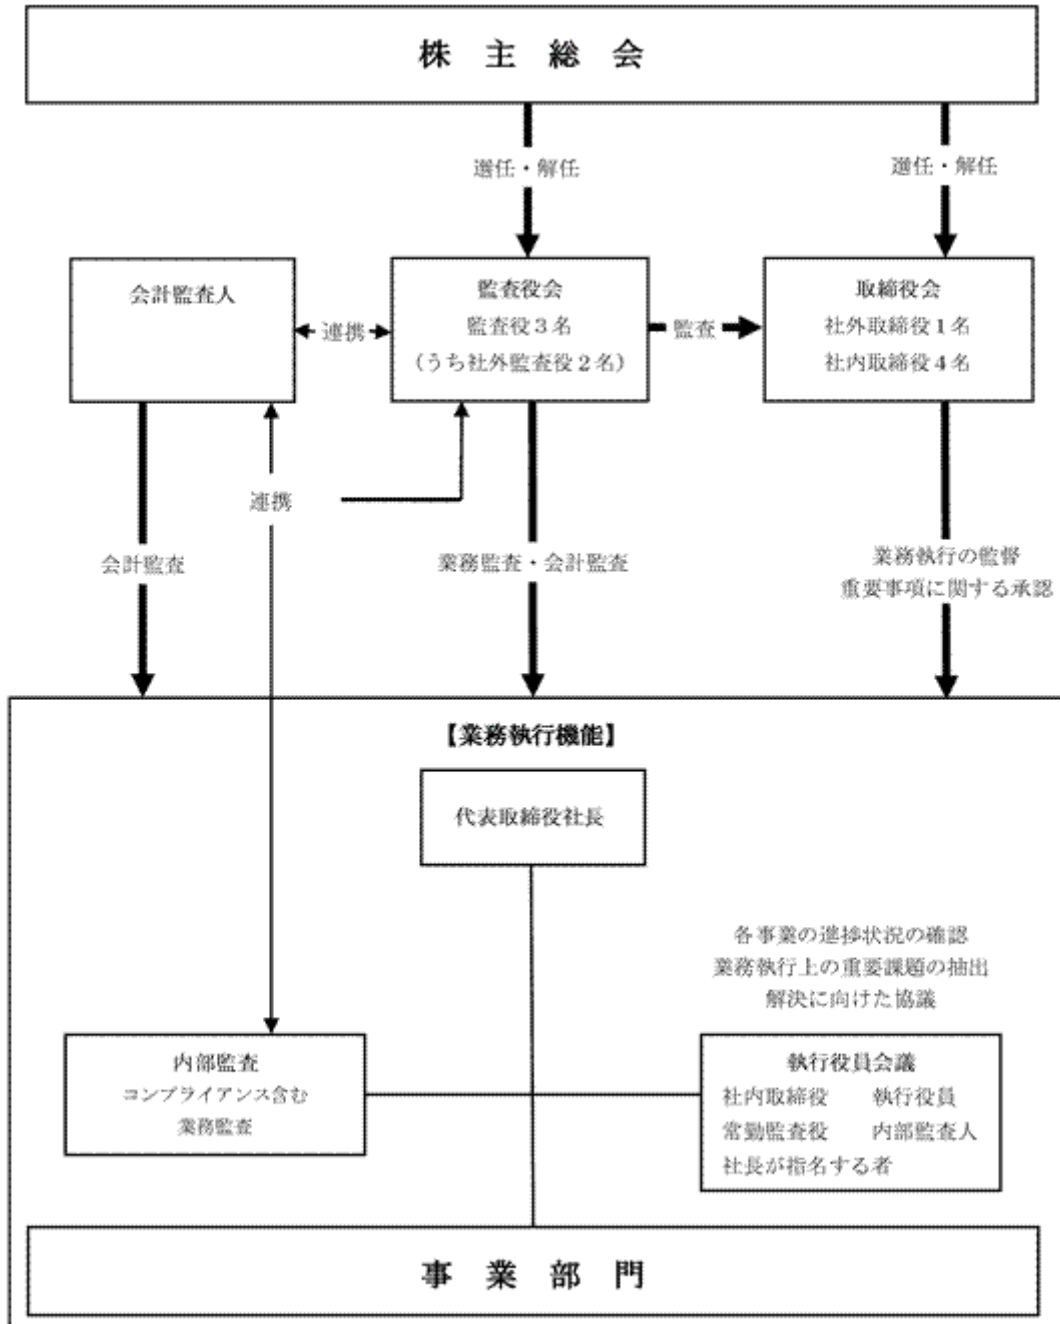 株主総会
選任・解任
選任・解任
会計監査人
連携
監査役会
監査役3名
（うち社外監査役2名）
監査
取締役会
社外取締役1名
社内取締役4名
連携
会計監査
業務監査・会計監査
業務執行の監督
重要事項に関する承認
【業務執行機能】
代表取締役社長
各事業の進捗状況の確認
業務執行上の重要課題の抽出
解決に向けた協議
内部監査
コンプライアンス含む
業務監査
執行役員会議
社内取締役　執行役員
常勤監査役　内部監査人
社長が指名する者
事業部門